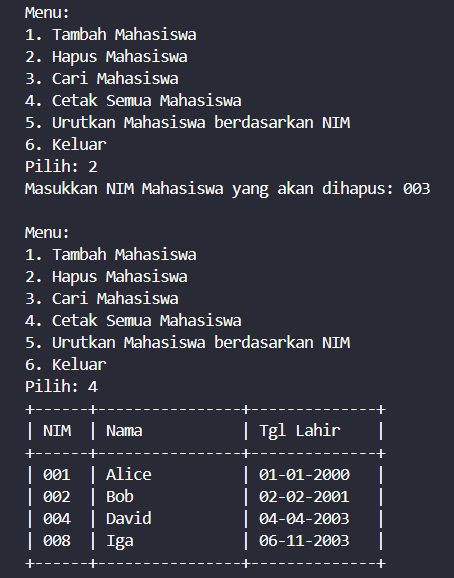 Menu:
1. Tambah Mahasiswa
2. Hapus Mahasiswa
3. Cari Mahasiswa
4. Cetak Semua Mahasiswa
5. Urutkan Mahasiswa berdasarkan NIM
6. Keluar
Pilih: 2
Masukkan NIM Mahasiswa yang akan dihapus: 003

Menu:
1. Tambah Mahasiswa
2. Hapus Mahasiswa
3. Cari Mahasiswa
4. Cetak Semua Mahasiswa
5. Urutkan Mahasiswa berdasarkan NIM
6. Keluar
Pilih: 4
+------+----------------+--------------+
| NIM  | Nama           | Tgl Lahir    |
+------+----------------+--------------+
| 001  | Alice          | 01-01-2000   |
| 002  | Bob            | 02-02-2001   |
| 004  | David          | 04-04-2003   |
| 008  | Iga            | 06-11-2003   |
+------+----------------+--------------+